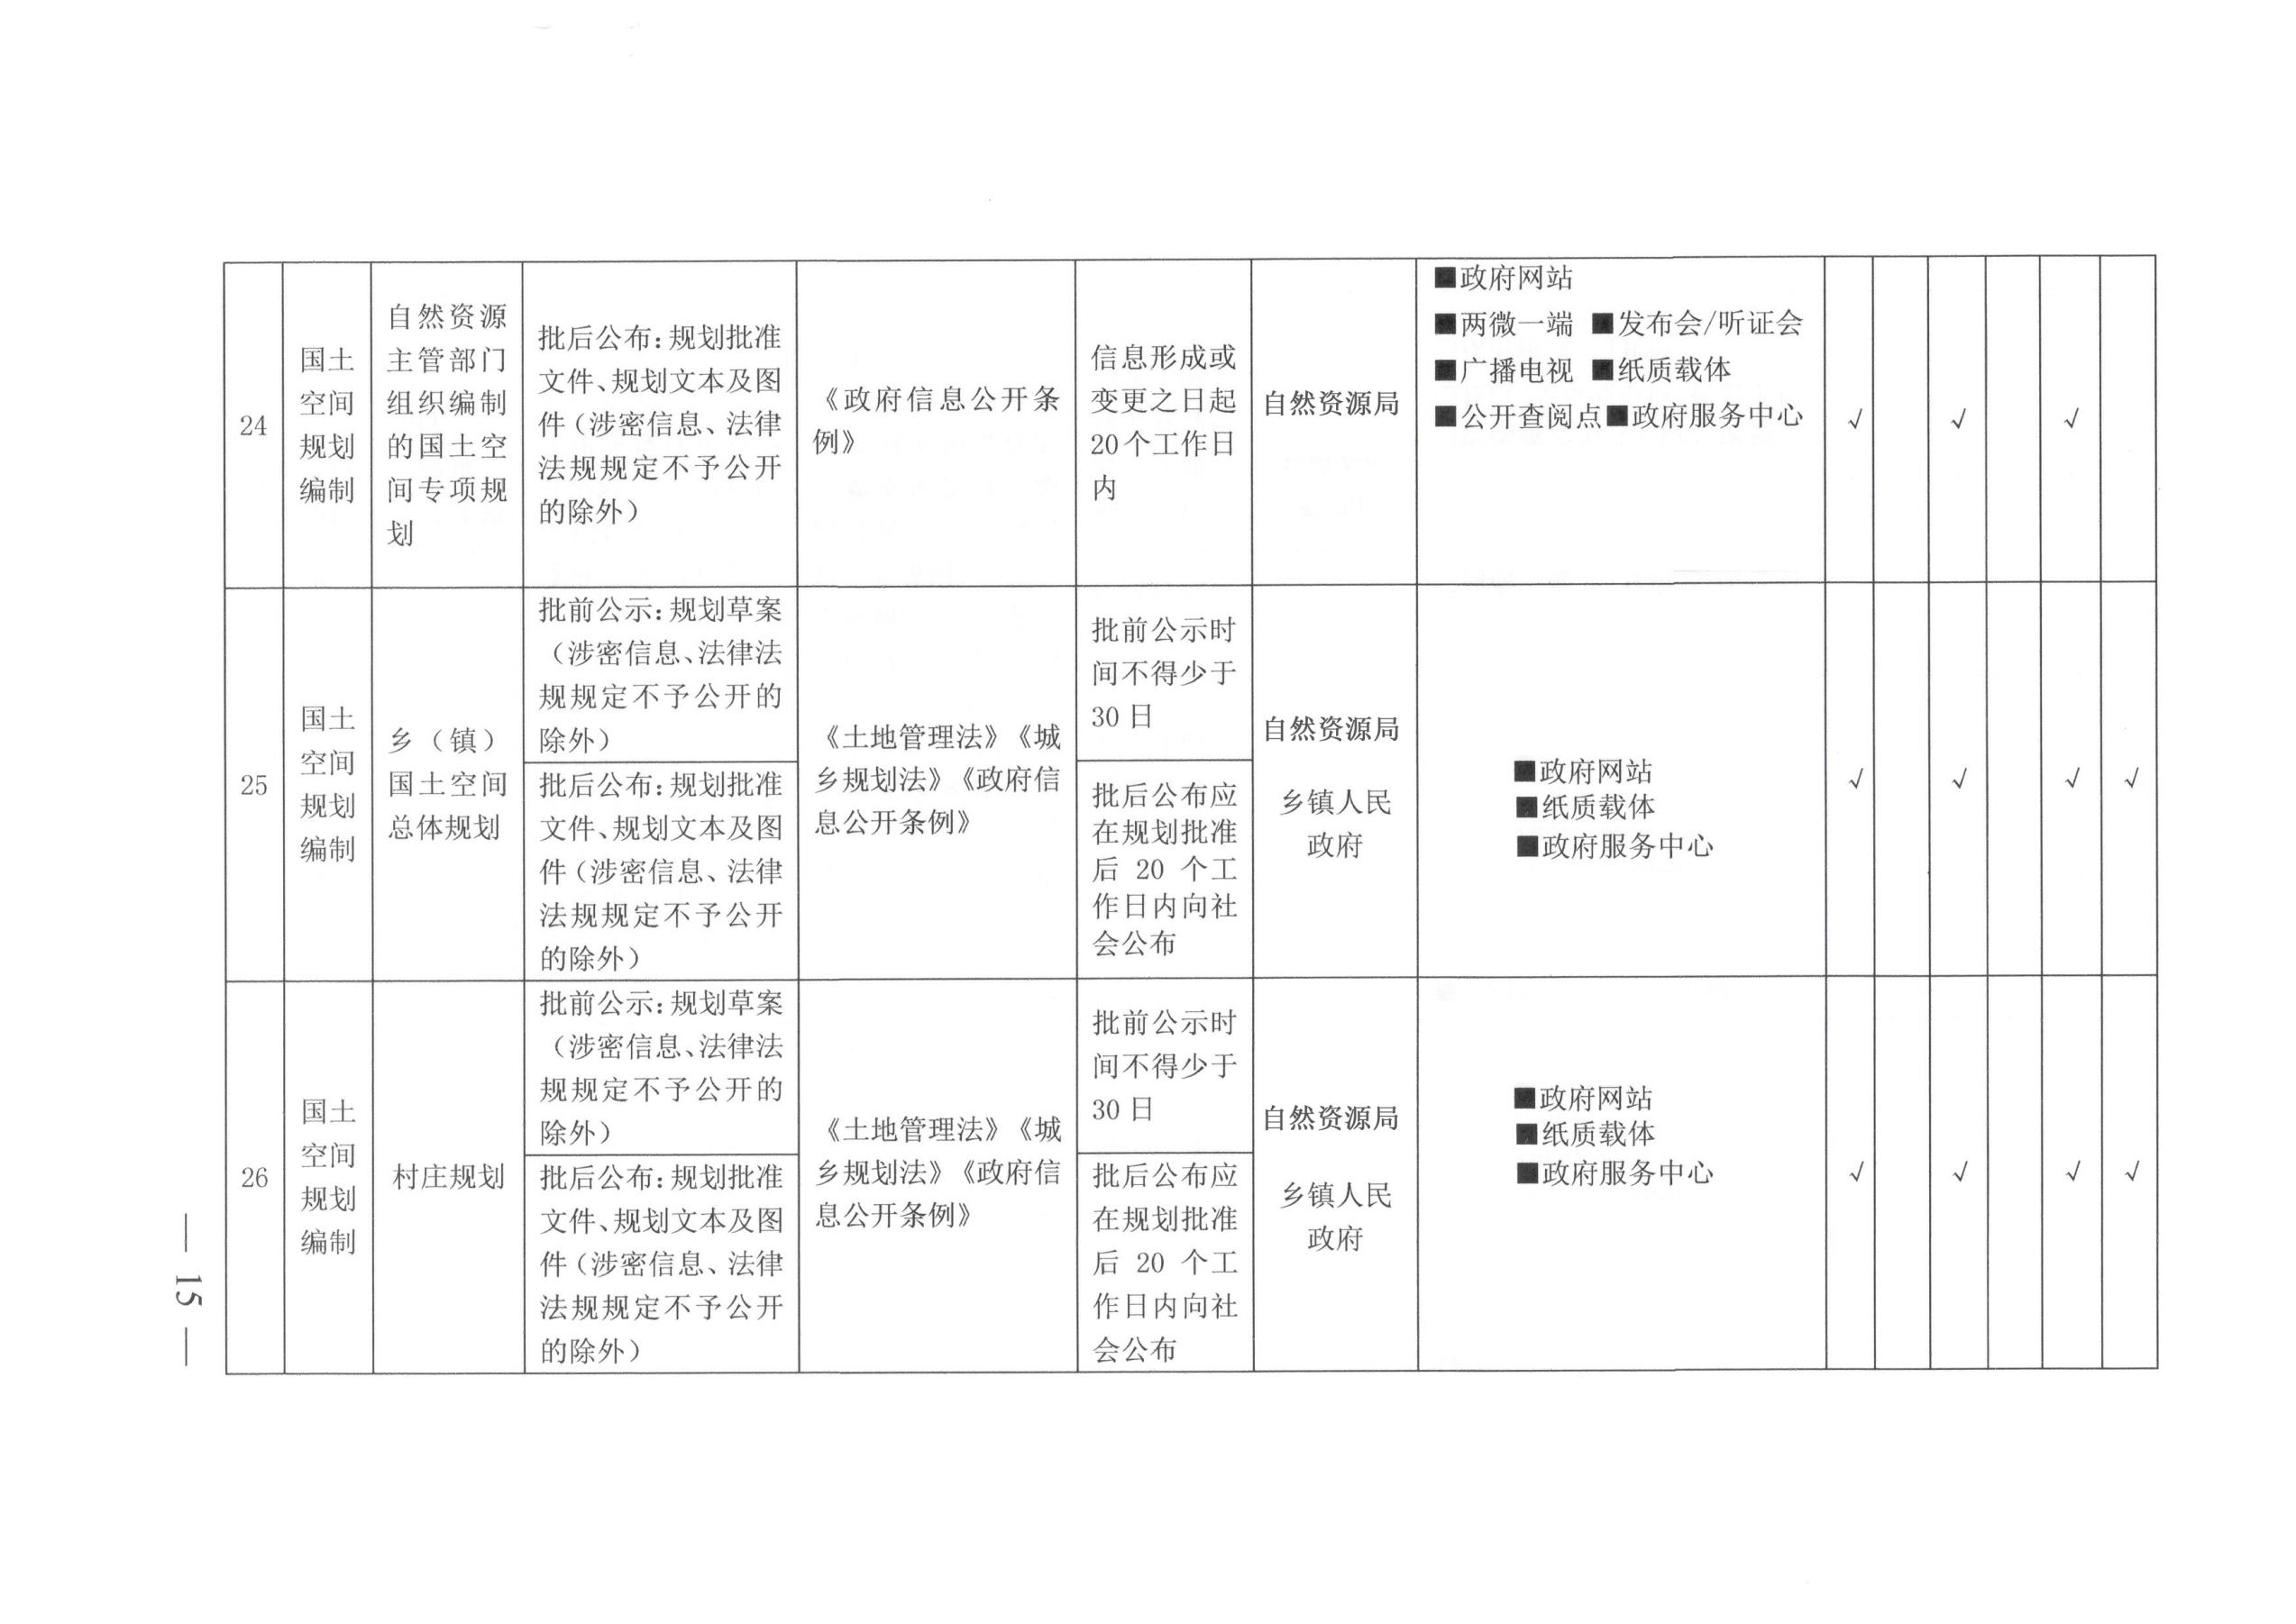 24
国土
空间
规划
编制
自然资源
主管部门
组织编制
的国土空
间专项规
划
批后公布：规划批准
文件、规划文本及图
件（涉密信息、法律
法规规定不予公开
的除外）
《政府信息公开条
例》
信息形成或
变更之日起
20个工作日
内
自然资源局
■政府网站
■两微一端 ■发布会/听证会
■广播电视 ■纸质载体
■公开查阅点■政府服务中心
√ √ √
25
国土
空间
规划
编制
乡（镇）
国土空间
总体规划
批前公示：规划草案
（涉密信息、法律法
规规定不予公开的
除外）
批后公布：规划批准
文件、规划文本及图
件（涉密信息、法律
法规规定不予公开
的除外）
《土地管理法》《城
乡规划法》《政府信
息公开条例》
批前公示时
间不得少于
30 日
批后公布应
在规划批准
后 20 个工
作日内向社
会公布
自然资源局
乡镇人民
政府
■政府网站
■纸质载体
■政府服务中心
√ √ √ √
26
国土
空间
规划
编制
村庄规划
批前公示：规划草案
（涉密信息、法律法
规规定不予公开的
除外）
批后公布：规划批准
文件、规划文本及图
件（涉密信息、法律
法规规定不予公开
的除外）
《土地管理法》《城
乡规划法》《政府信
息公开条例》
批前公示时
间不得少于
30 日
批后公布应
在规划批准
后 20 个工
作日内向社
会公布
自然资源局
乡镇人民
政府
■政府网站
■纸质载体
■政府服务中心
√ √ √ √
— 15 —